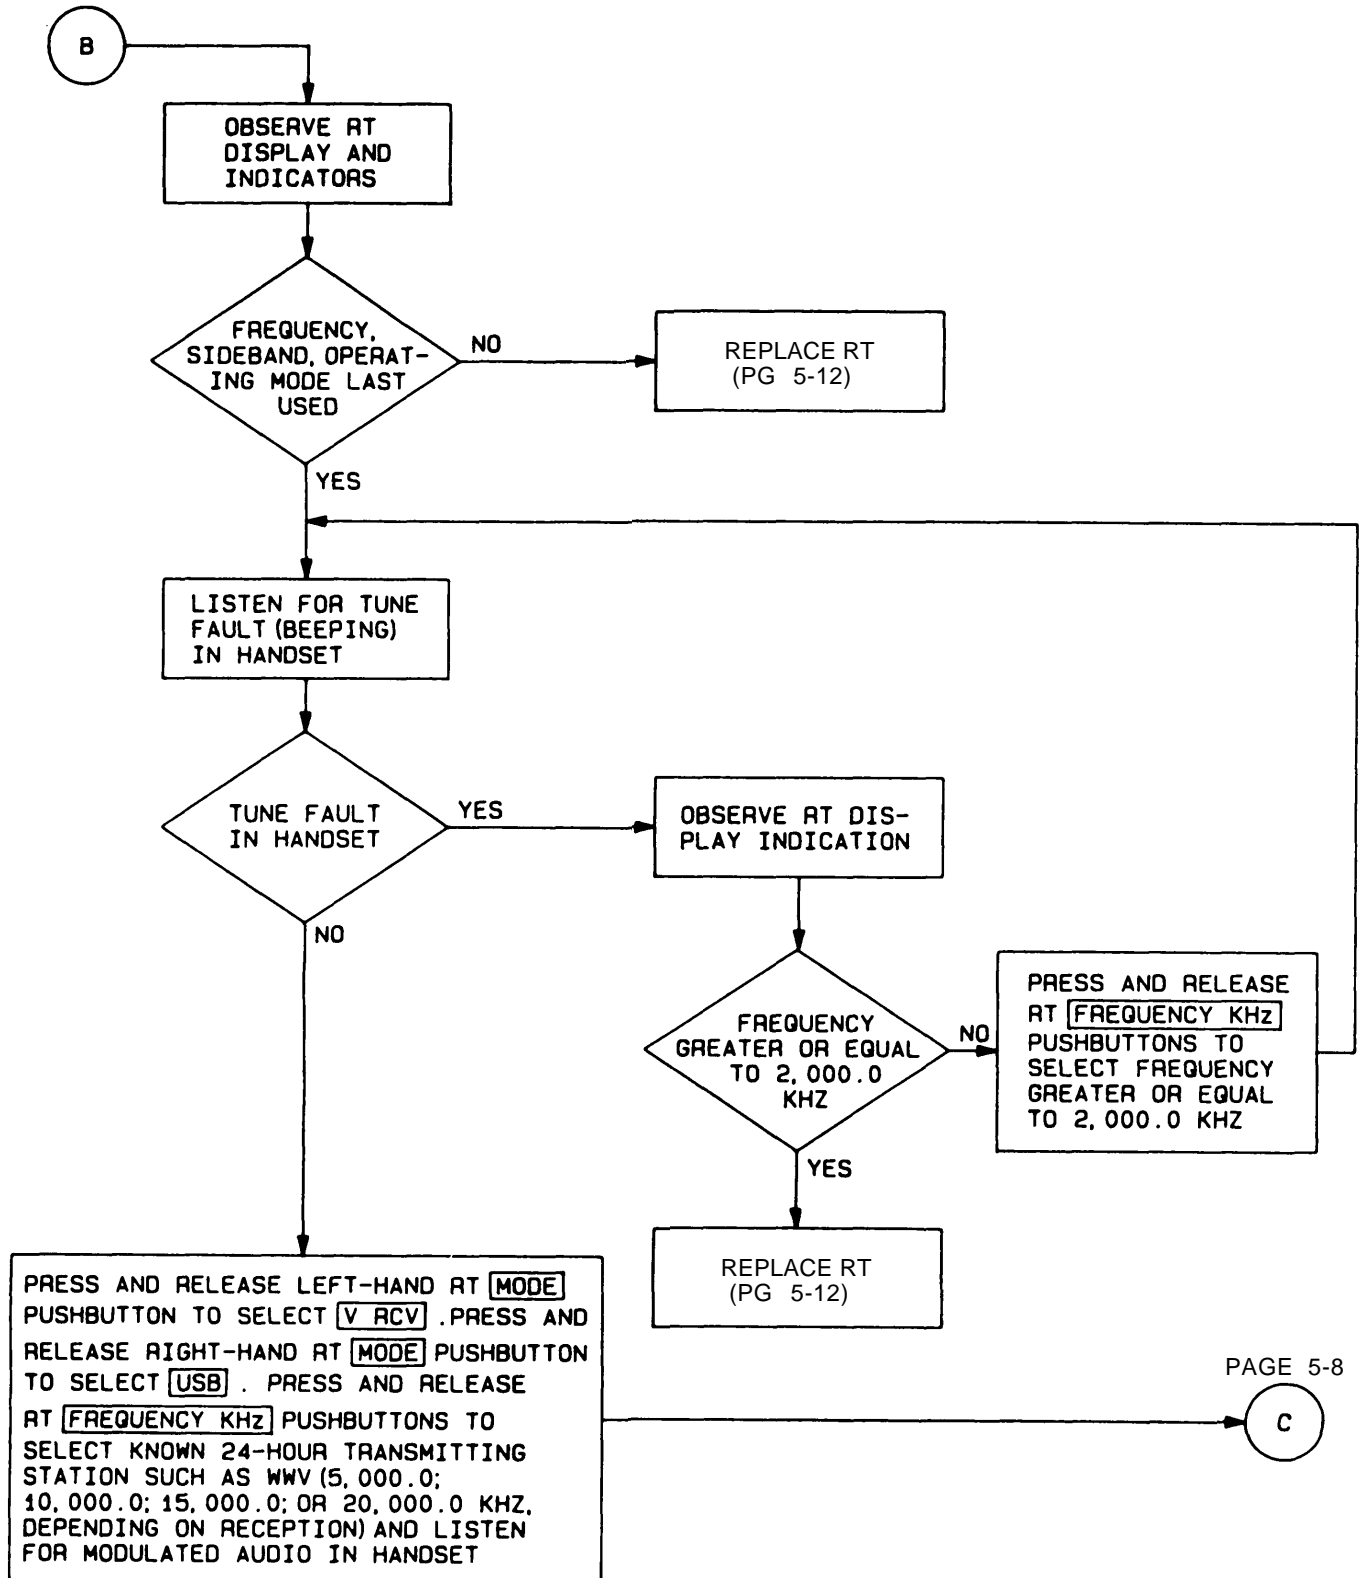 B
OBSERVE RT
DISPLAY AND
INDICATORS
FREQUENCY,
SIDEBAND, OPERAT-
ING MODE LAST
USED
NO
REPLACE RT
(PG 5-12)
YES
LISTEN FOR TUNE
FAULT (BEEPING)
IN HANDSET
TUNE FAULT
IN HANDSET
YES
OBSERVE RT DIS-
PLAY INDICATION
NO
FREQUENCY
GREATER OR EQUAL
TO 2,000.0
KHZ
NO
PRESS AND RELEASE
RT FREQUENCY KHz
PUSHBUTTONS TO
SELECT FREQUENCY
GREATER OR EQUAL
TO 2,000.0 KHZ
YES
REPLACE RT
(PG 5-12)
PRESS AND RELEASE LEFT-HAND RT MODE
PUSHBUTTON TO SELECT V RCV .PRESS AND
RELEASE RIGHT-HAND RT MODE PUSHBUTTON
TO SELECT USB . PRESS AND RELEASE
RT FREQUENCY KHz PUSHBUTTONS TO
SELECT KNOWN 24-HOUR TRANSMITTING
STATION SUCH AS WWV (5,000.0;
10,000.0; 15,000.0; OR 20,000.0 KHZ,
DEPENDING ON RECEPTION) AND LISTEN
FOR MODULATED AUDIO IN HANDSET
PAGE 5-8
C